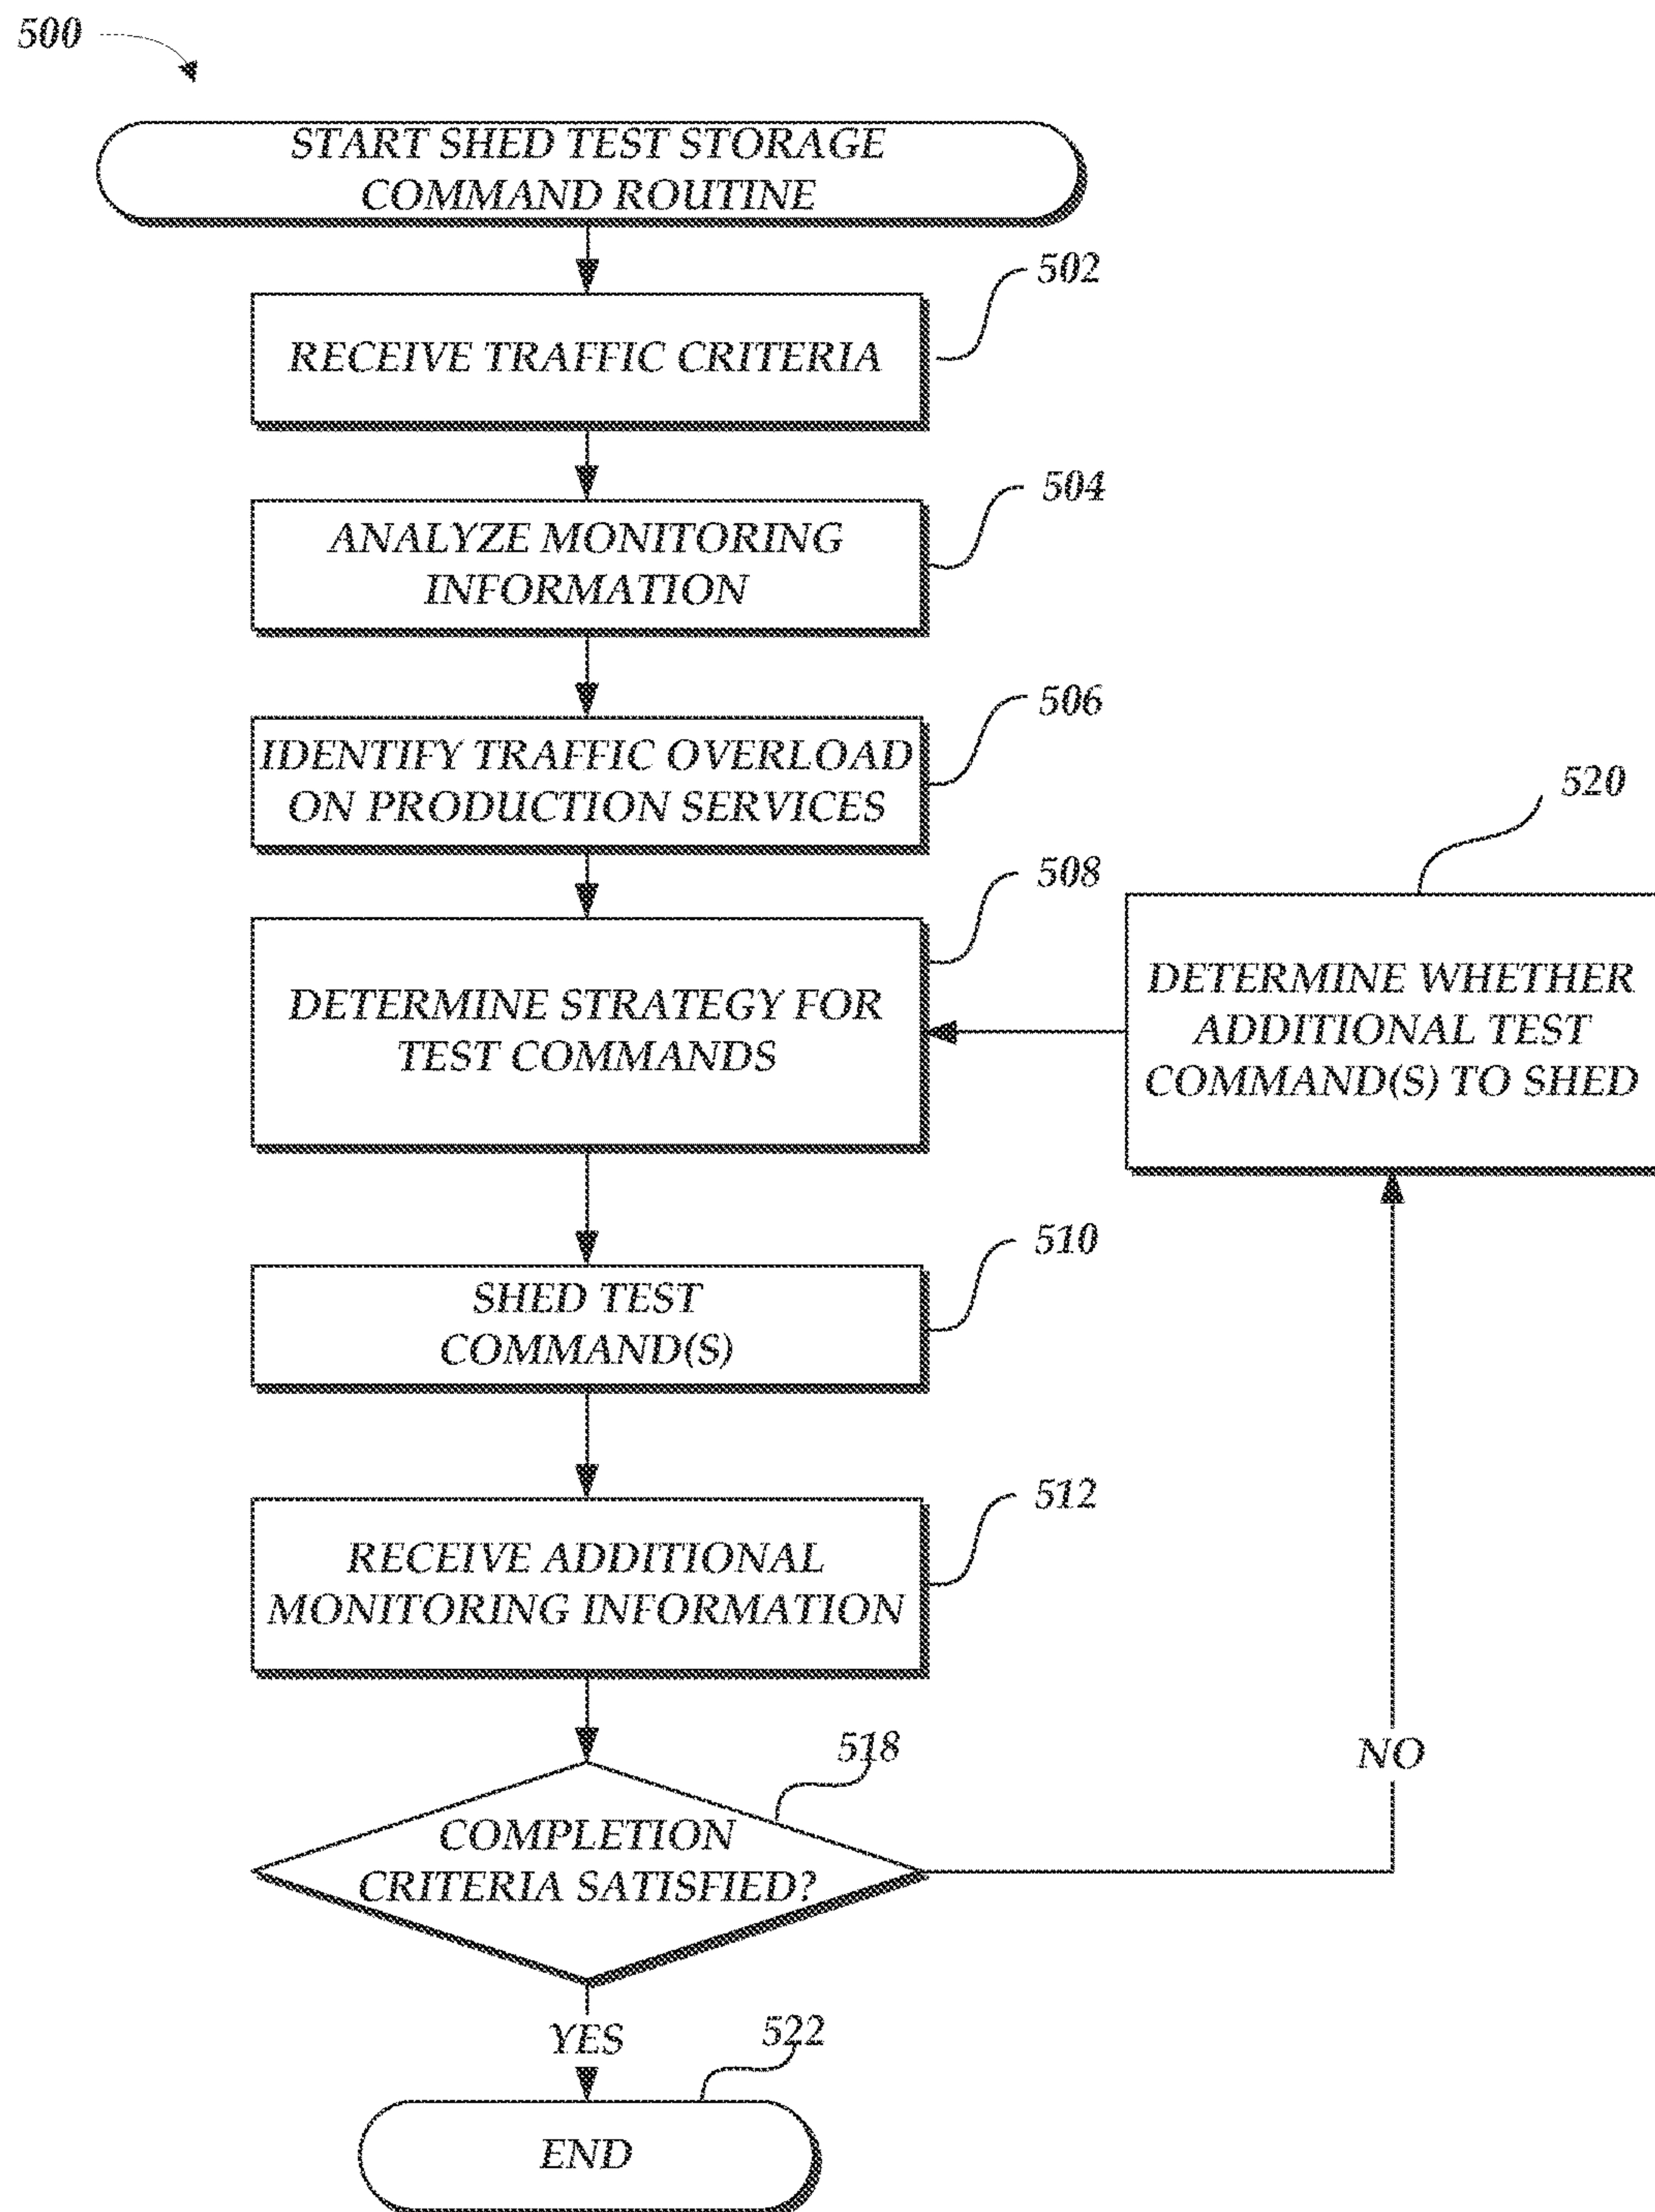 500
START SHED TEST STORAGE
COMMAND ROUTINE
502
RECEIVE TRAFFIC CRITERIA
504
ANALYZE MONITORING
INFORMATION
506
IDENTIFY TRAFFIC OVERLOAD
ON PRODUCTION SERVICES
508
DETERMINE STRATEGY FOR
TEST COMMANDS
520
DETERMINE WHETHER
ADDITIONAL TEST
COMMAND(S) TO SHED
510
SHED TEST
COMMAND(S)
512
RECEIVE ADDITIONAL
MONITORING INFORMATION
518
COMPLETION
CRITERIA SATISFIED?
NO
YES
522
END